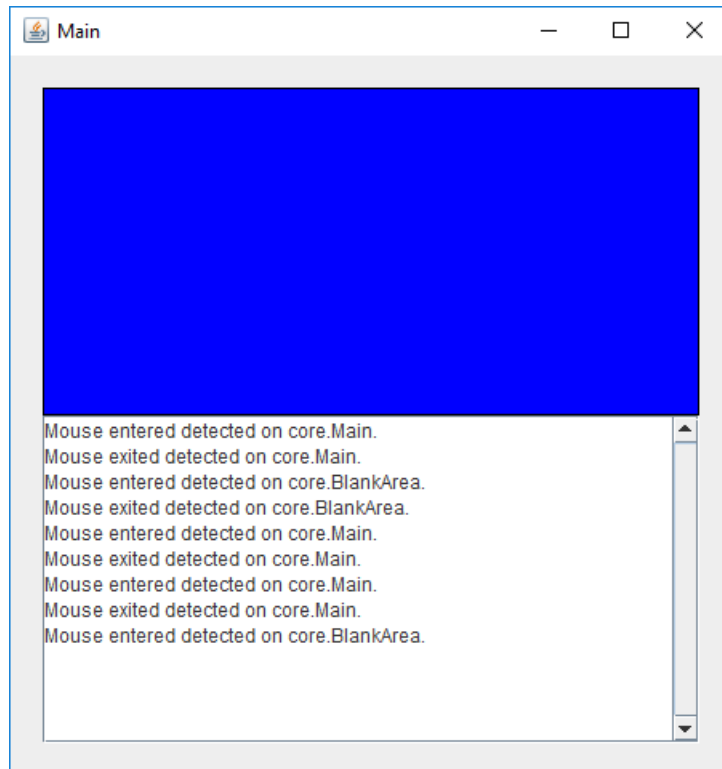 Main
Mouse entered detected on core.Main.
Mouse exited detected on core.Main.
Mouse entered detected on core.BlankArea.
Mouse exited detected on core.BlankArea.
Mouse entered detected on core.Main.
Mouse exited detected on core.Main.
Mouse entered detected on core.Main.
Mouse exited detected on core.Main.
Mouse entered detected on core.BlankArea.